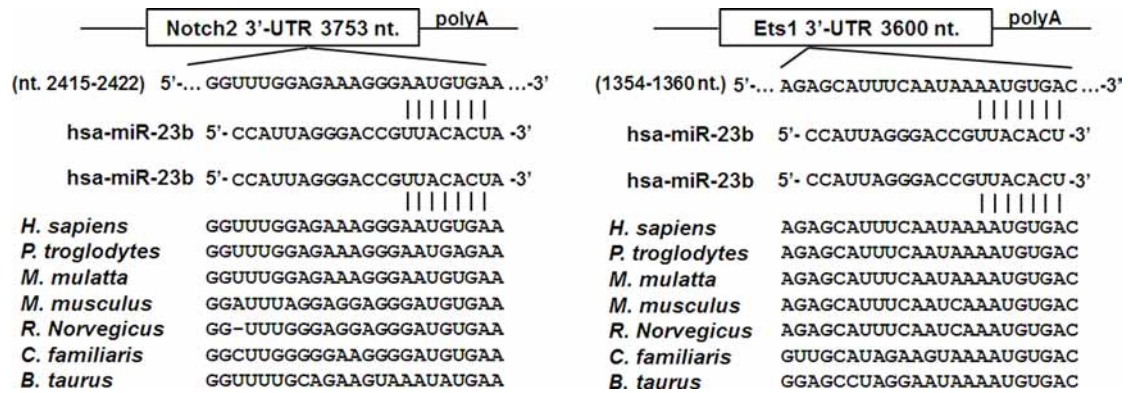 Notch2 3'-UTR 3753 nt. polyA
(nt. 2415-2422) 5'-... GGUUUGGAGAAAGGGAAUGUGAA ...-3'
hsa-miR-23b 5'- CCAUUAGGGACCGUUACACUA -3'
hsa-miR-23b 5'- CCAUUAGGGACCGUUACACUA -3'
H. sapiens GGUUUGGAGAAAGGGAAUGUGAA
P. troglodytes GGUUUGGAGAAAGGGAAUGAGAA
M. mulatta GGUUUGGAGAAAGGGAAUGUGAA
M. musculus GGAUUUAGGAGGAGGGAUGUGAA
R. Norvegicus GG-UUUGGGAGGAGGGAUGUGAA
C. familiaris GGCUUGGGGGAAGGGGAUGUGAA
B. taurus GGUUUUGCAGAAGUAAAUAUGAA
Ets1 3'-UTR 3600 nt. polyA
(1354-1360 nt.) 5'-... AGAGCAUUUCAAUAAAAUGUGAC ...-3'
hsa-miR-23b 5'- CCAUUAGGGACCGUUACACU -3'
hsa-miR-23b 5'- CCAUUAGGGACCGUUACACU -3'
H. sapiens AGAGCAUUUCAAUAAAAUGUGAC
P. troglodytes AGAGCAUUUCAAUAAAAUGUGAC
M. mulatta AGAGCAUUUCAAUAAAAUGUGAC
M. musculus AGAGCAUUUCAAUCAAAUGUGAC
R. Norvegicus AGAGCAUUUCAAUCAAAUGUGAC
C. familiaris GUUGCAUAGAAGUAAAAUGUGAC
B. taurus GGAGCCUAGGAAUAAAAUGUGAC